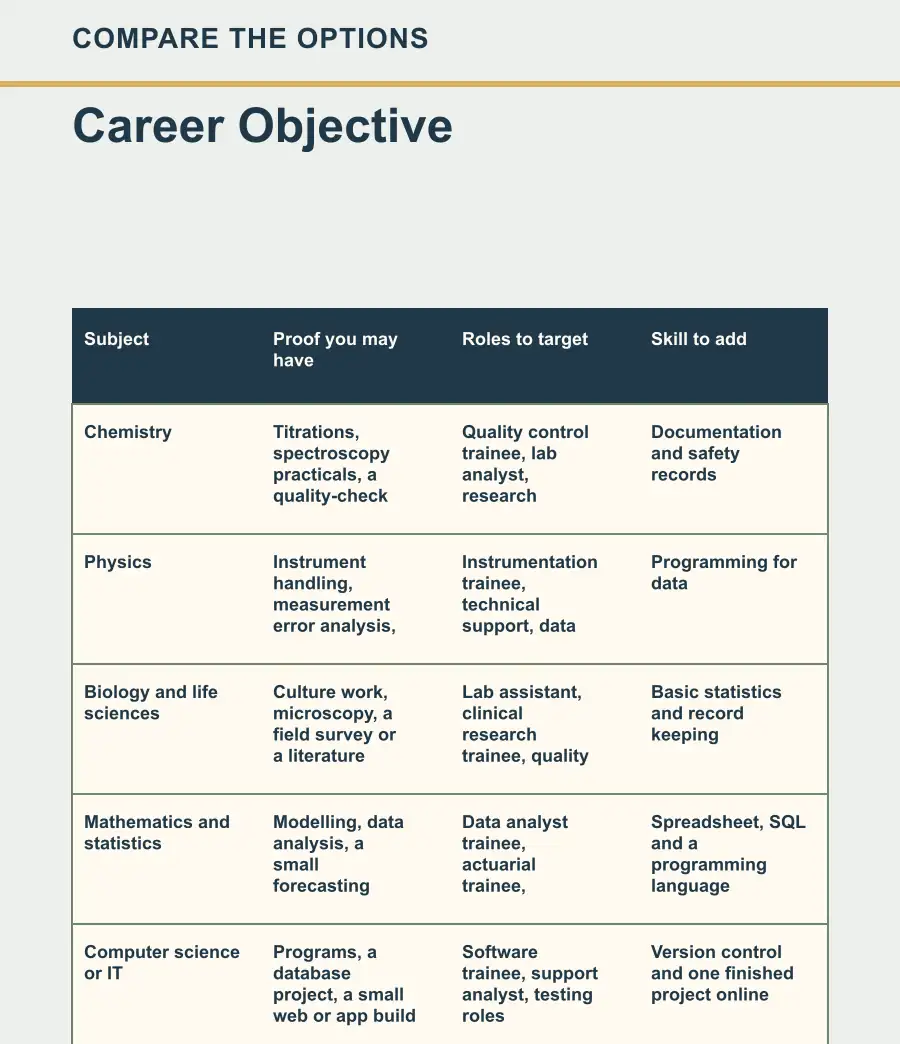 COMPARE THE OPTIONS
Career Objective
Subject
Proof you may
have
Roles to target
Skill to add
Chemistry
Titrations,
spectroscopy
practicals, a
quality-check
Quality control
trainee, lab
analyst,
research
Documentation
and safety
records
Physics
Instrument
handling,
measurement
error analysis,
Instrumentation
trainee,
technical
support, data
Programming for
data
Biology and life
sciences
Culture work,
microscopy, a
field survey or
a literature
Lab assistant,
clinical
research
trainee, quality
Basic statistics
and record
keeping
Mathematics and
statistics
Modelling, data
analysis, a
small
forecasting
Data analyst
trainee,
actuarial
trainee,
Spreadsheet, SQL
and a
programming
language
Computer science
or IT
Programs, a
database
project, a small
web or app build
Software
trainee, support
analyst, testing
roles
Version control
and one finished
project online